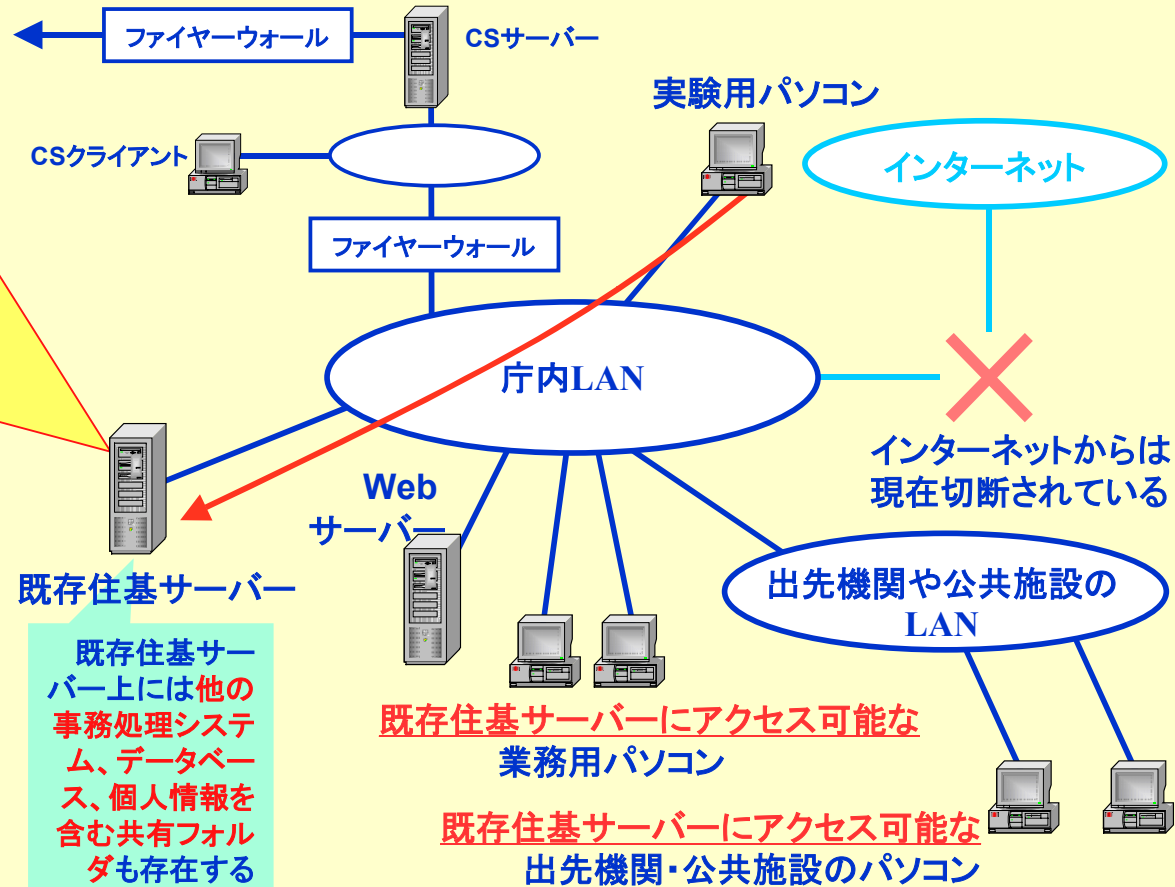 ファイヤーウォール
CSサーバー
実験用パソコン
CSクライアント
インターネット
ファイヤーウォール
庁内LAN
インターネットからは
現在切断されている
Web
サーバー
既存住基サーバー
出先機関や公共施設の
LAN
既存住基サー
バー上には他の
事務処理システ
ム、データベー
ス、個人情報を
含む共有フォル
ダも存在する
既存住基サーバーにアクセス可能な
業務用パソコン
既存住基サーバーにアクセス可能な
出先機関・公共施設のパソコン